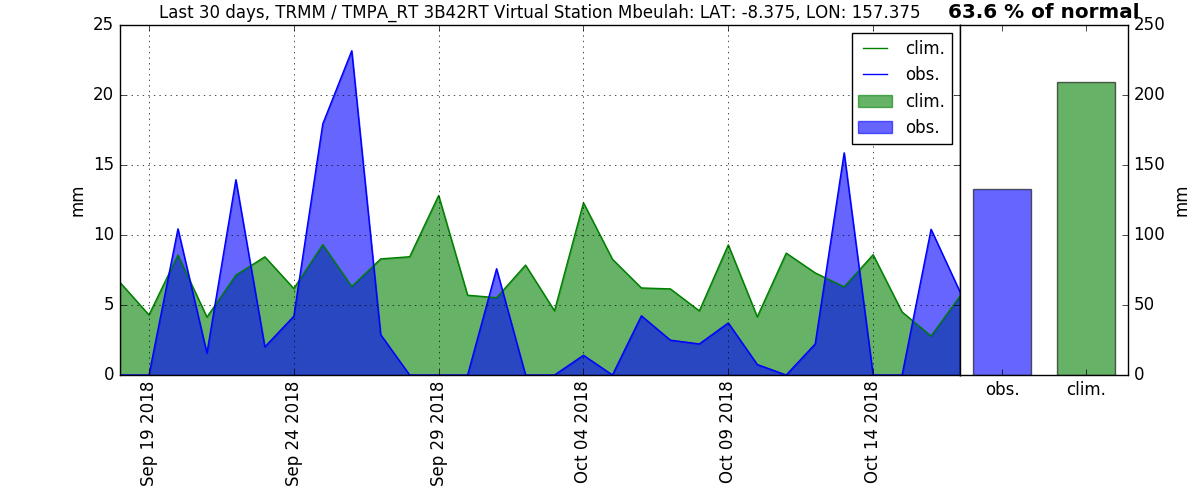 Last 30 days, TRMM / TMPA_RT 3B42RT Virtual Station Mbeulah: LAT: -8.375, LON: 157.375
63.6 % of normal
25
20
15
10
5
0
mm
clim.
obs.
clim.
obs.
Sep 19 2018
Sep 24 2018
Sep 29 2018
Oct 04 2018
Oct 09 2018
Oct 14 2018
250
200
150
100
50
0
mm
obs.
clim.